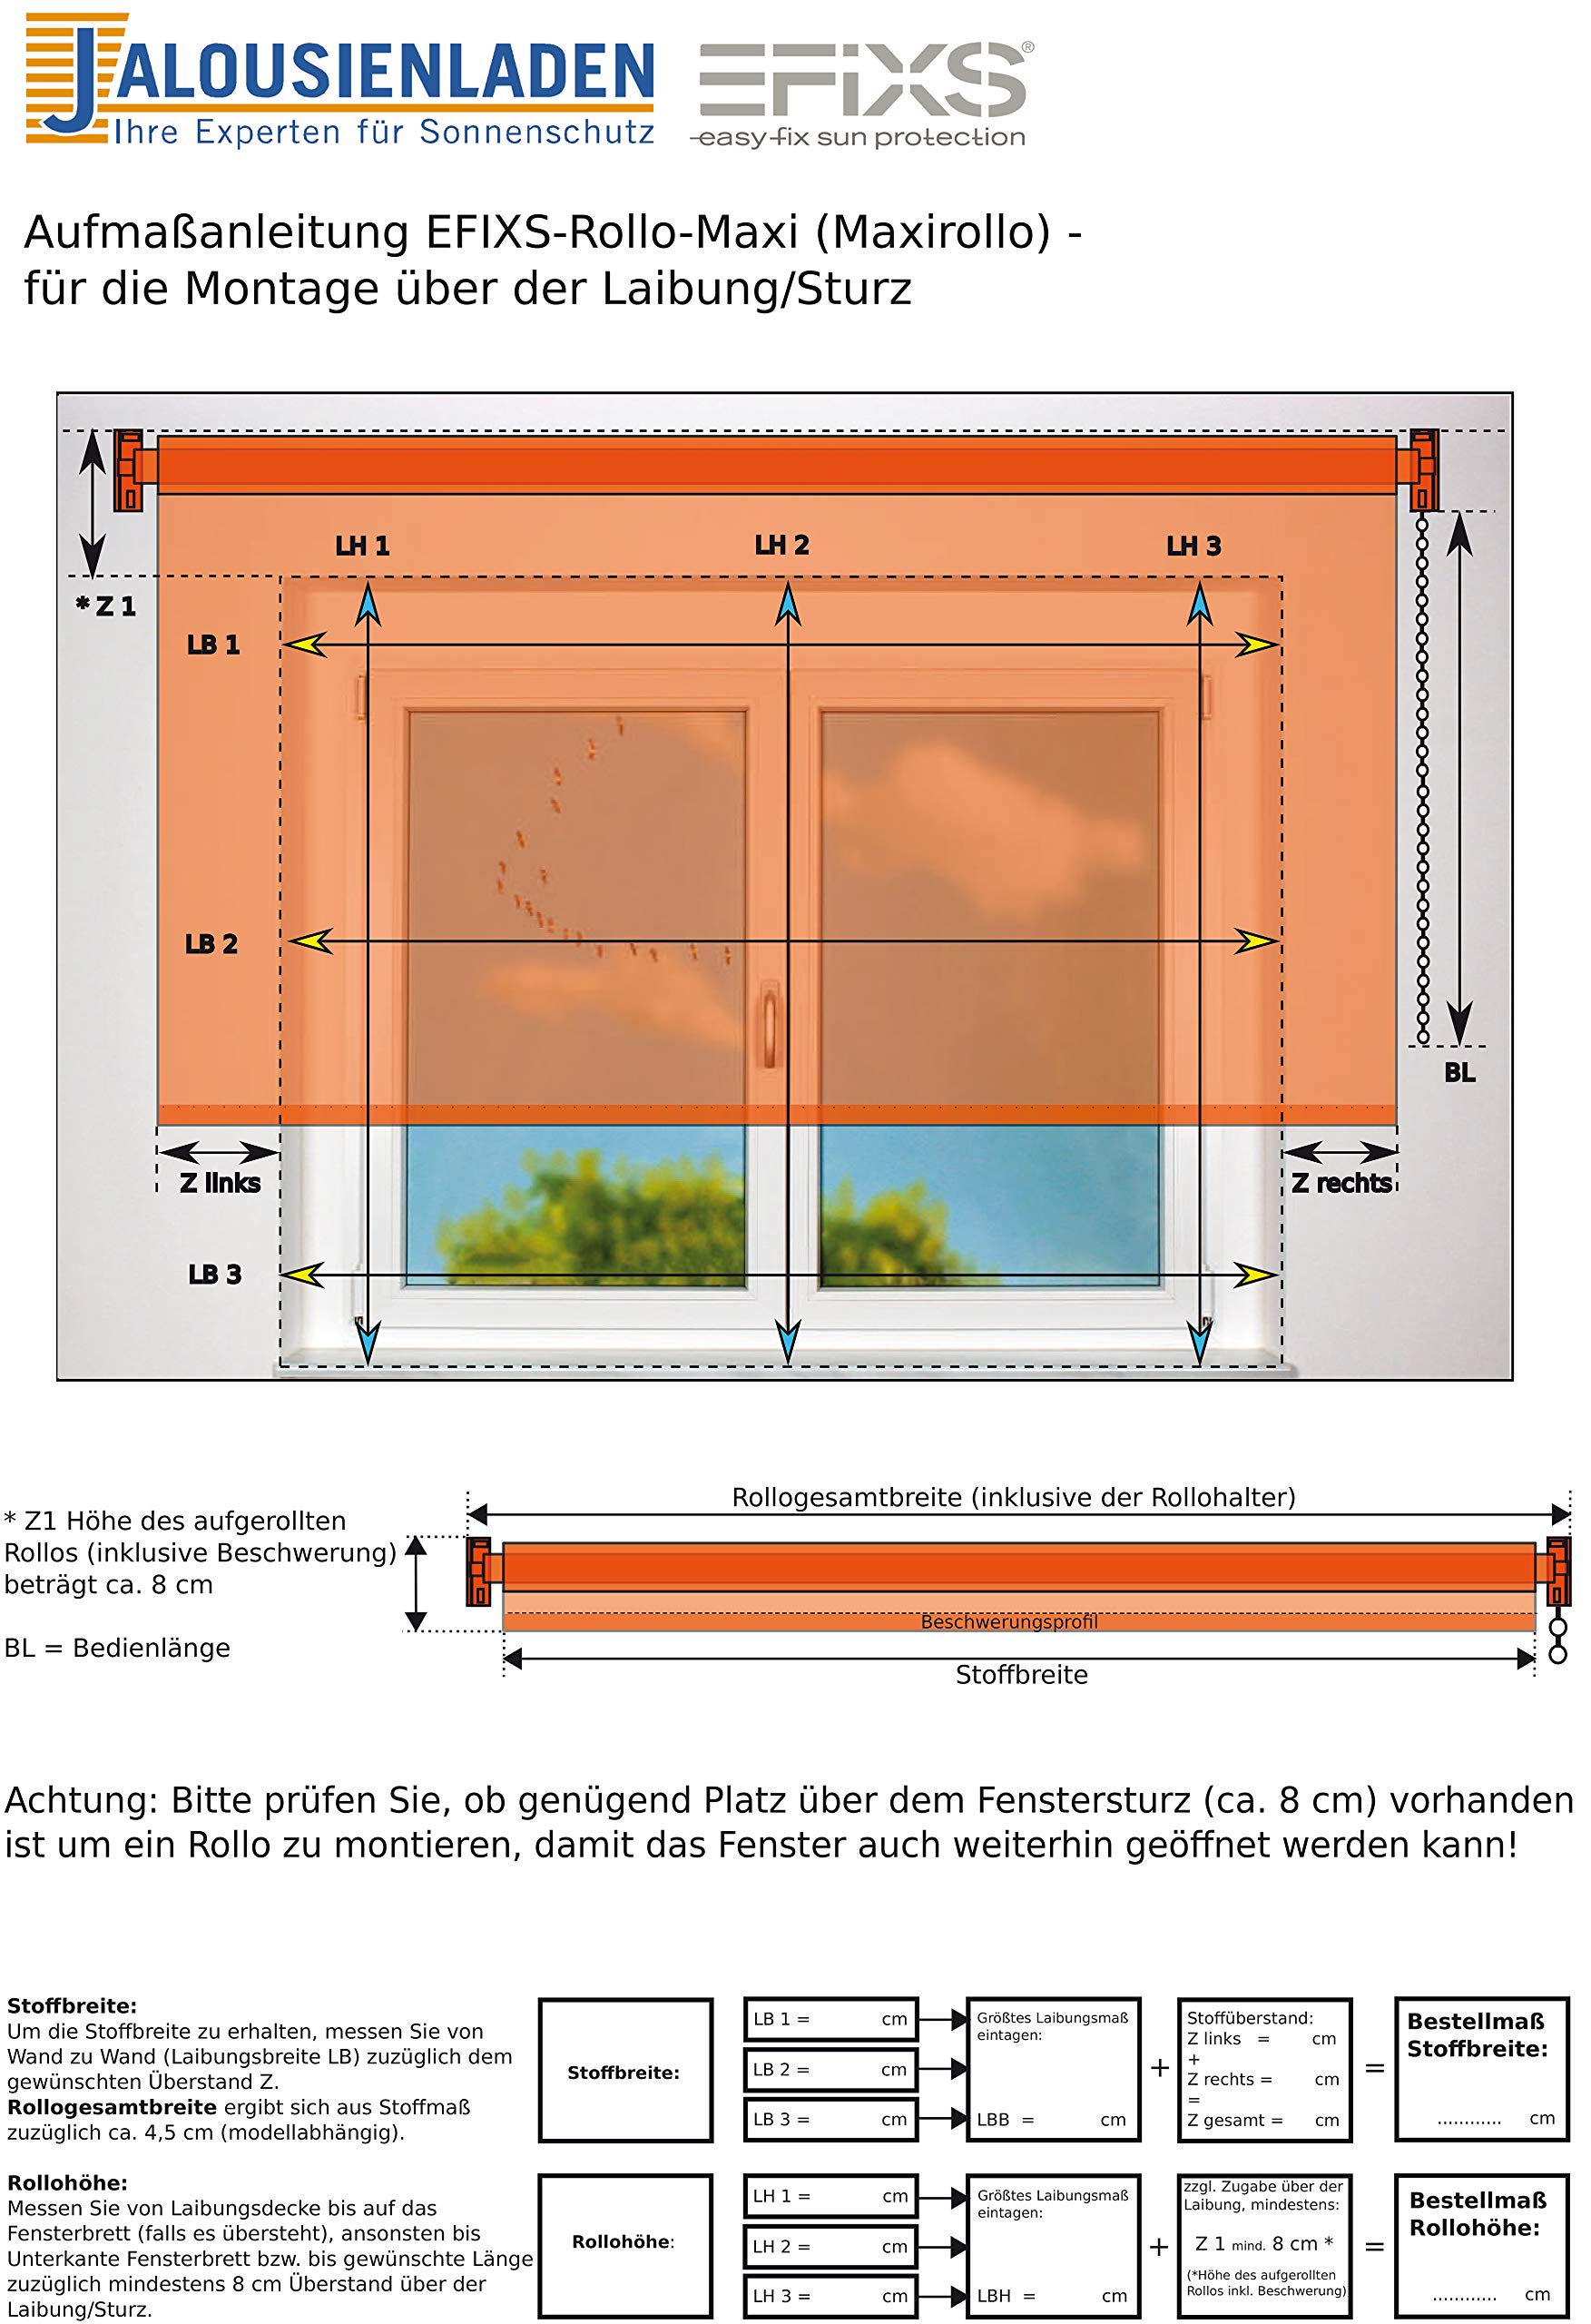 JALOUSIENLADEN
Ihre Experten für Sonnenschutz
EFiXS®
easy fix sun protection
Aufmaßanleitung EFIXS-Rollo-Maxi (Maxirollo) -
für die Montage über der Laibung/Sturz
LH 1
LH 2
LH 3
* Z 1
LB 1
LB 2
BL
Z links
Z rechts
LB 3
Rollogesamtbreite (inklusive der Rollohalter)
* Z1 Höhe des aufgerollten
Rollos (inklusive Beschwerung)
beträgt ca. 8 cm
Beschwerungsprofil
BL = Bedienlänge
Stoffbreite
Achtung: Bitte prüfen Sie, ob genügend Platz über dem Fenstersturz (ca. 8 cm) vorhanden
ist um ein Rollo zu montieren, damit das Fenster auch weiterhin geöffnet werden kann!
Stoffbreite:
Um die Stoffbreite zu erhalten, messen Sie von
Wand zu Wand (Laibungsbreite LB) zuzüglich dem
gewünschten Überstand Z.
Rollogesamtbreite ergibt sich aus Stoffmaß
zuzüglich ca. 4,5 cm (modellabhängig).
Stoffbreite:
LB 1 = cm
LB 2 = cm
LB 3 = cm
Größtes Laibungsmaß
eintagen:
LBB = cm
+
Stoffüberstand:
Z links = cm
+
Z rechts = cm
=
Z gesamt = cm
=
Bestellmaß
Stoffbreite:
............ cm
Rollohöhe:
Messen Sie von Laibungsdecke bis auf das
Fensterbrett (falls es übersteht), ansonsten bis
Unterkante Fensterbrett bzw. bis gewünschte Länge
zuzüglich mindestens 8 cm Überstand über der
Laibung/Sturz.
Rollohöhe:
LH 1 = cm
LH 2 = cm
LH 3 = cm
Größtes Laibungsmaß
eintagen:
LBH = cm
+
zzgl. Zugabe über der
Laibung, mindestens:
Z 1 mind. 8 cm *
(*Höhe des aufgerollten
Rollos inkl. Beschwerung)
=
Bestellmaß
Rollohöhe:
............ cm